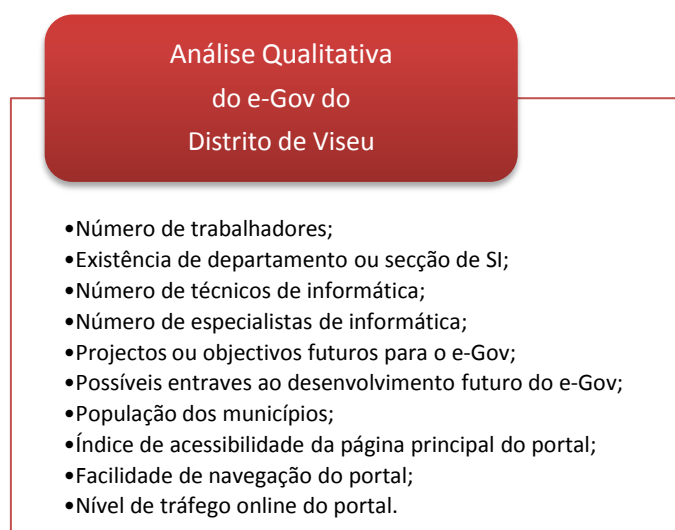 Análise Qualitativa
do e-Gov do
Distrito de Viseu
•Número de trabalhadores;
•Existência de departamento ou secção de SI;
•Número de técnicos de informática;
•Número de especialistas de informática;
•Projectos ou objectivos futuros para o e-Gov;
•Possíveis entraves ao desenvolvimento futuro do e-Gov;
•População dos municípios;
•Índice de acessibilidade da página principal do portal;
•Facilidade de navegação do portal;
•Nível de tráfego online do portal.